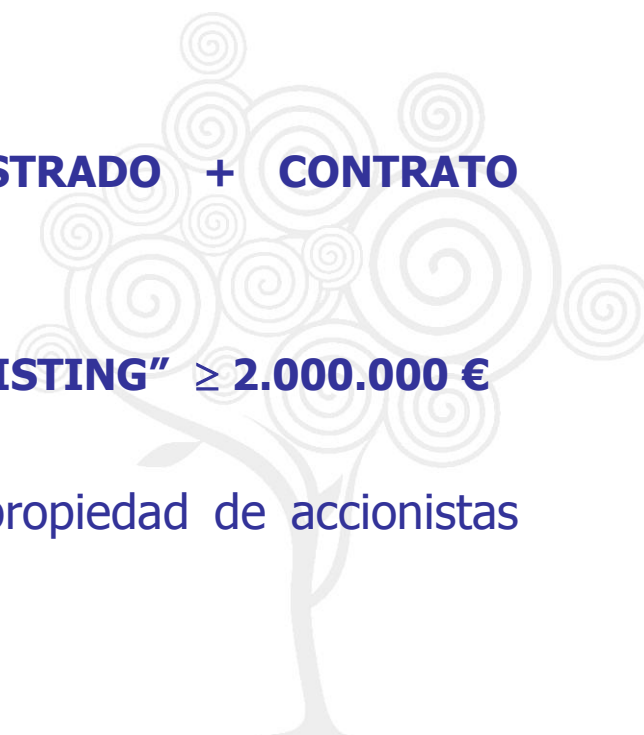 STRADO + CONTRATO
ISTING” ≥ 2.000.000 €
propiedad de accionistas